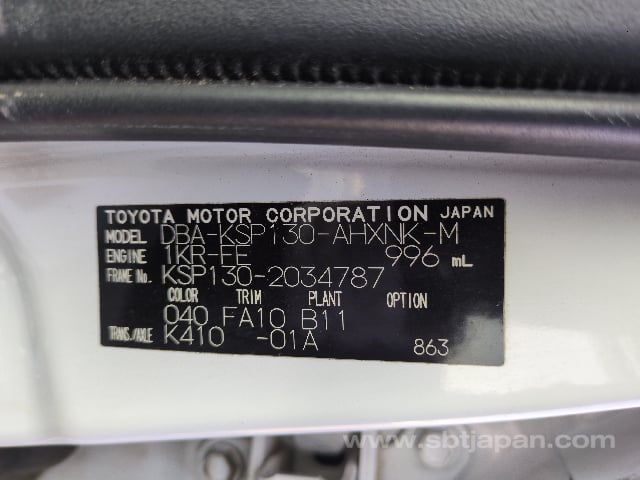 TOYOTA MOTOR CORPORATION JAPAN
MODEL DBA-KSP130-AHXNK-M
ENGINE 1KR-FE 996 mL
FRAME No. KSP130-2034787
COLOR TRIM PLANT OPTION
040 FA10 B11
TRANS./AXLE K410 -01A 863
www.sbtjapan.com